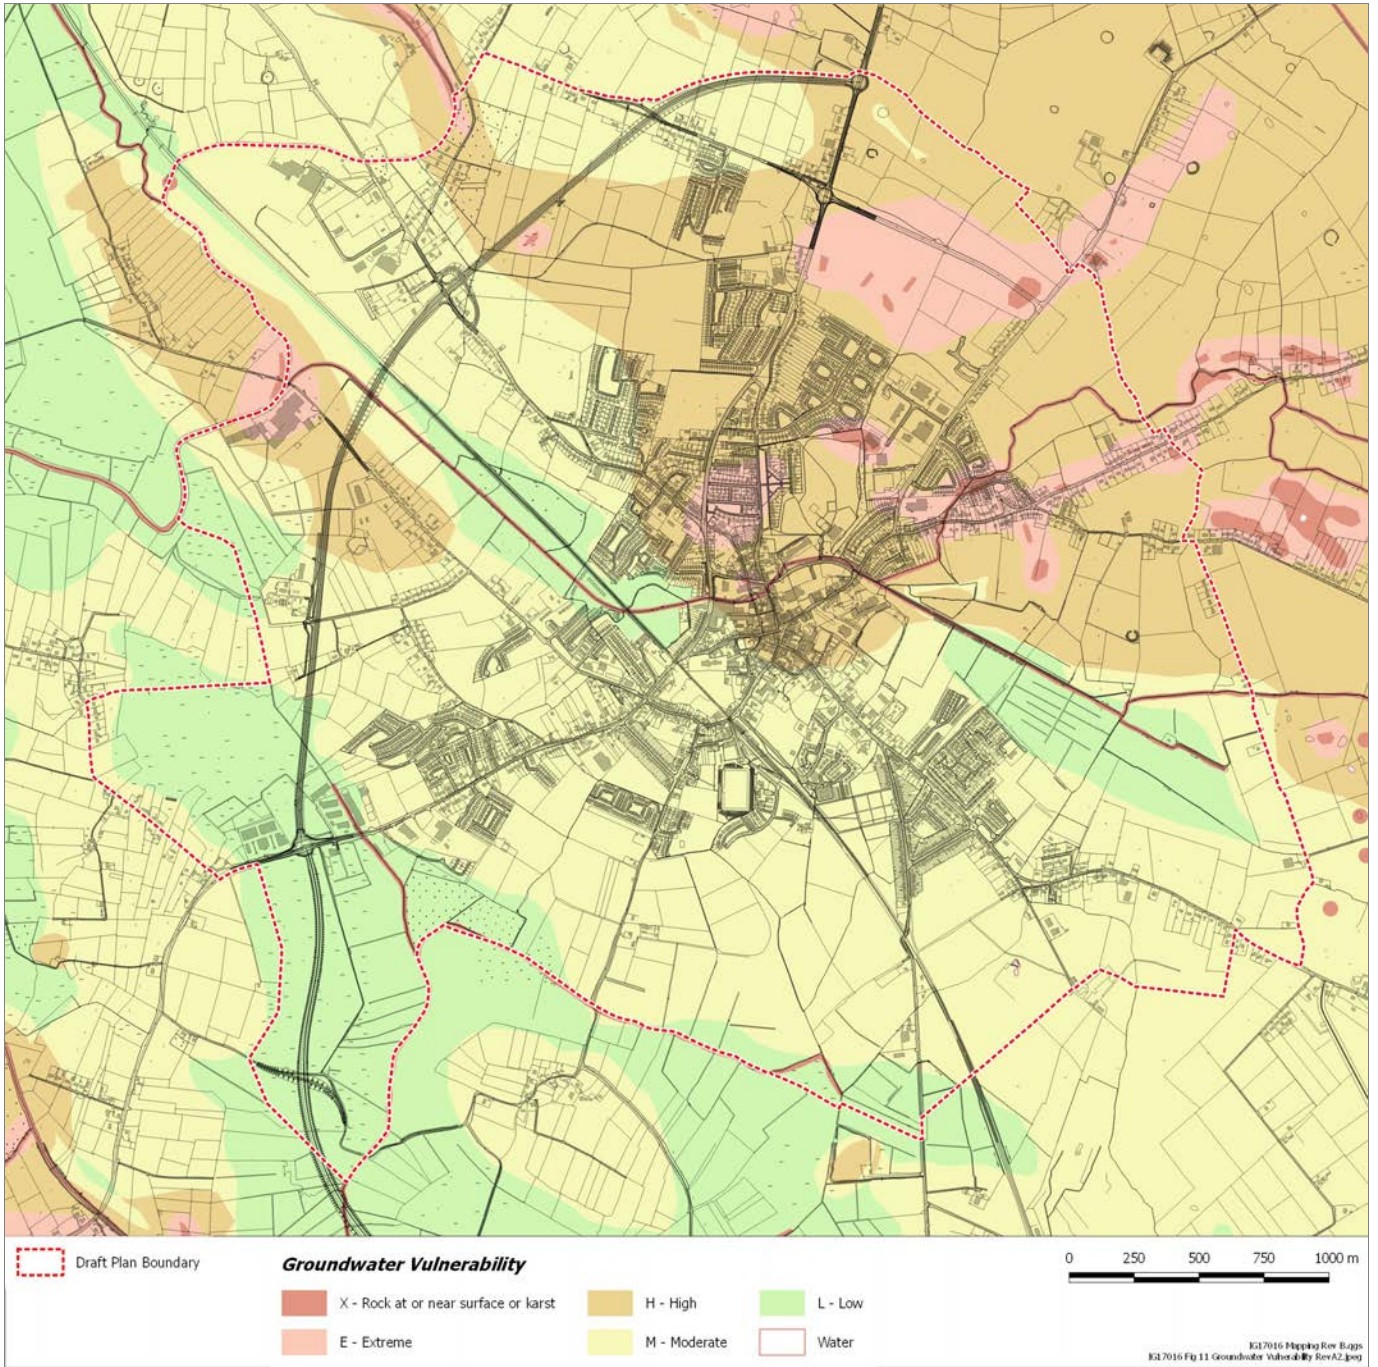 Draft Plan Boundary
Groundwater Vulnerability
X - Rock at or near surface or karst
E - Extreme
H - High
M - Moderate
L - Low
Water
0 250 500 750 1000 m
IG17016 Mapping Rev B.qgs
IG17016 Fig 11 Groundwater Vulnerability RevA2.jpeg